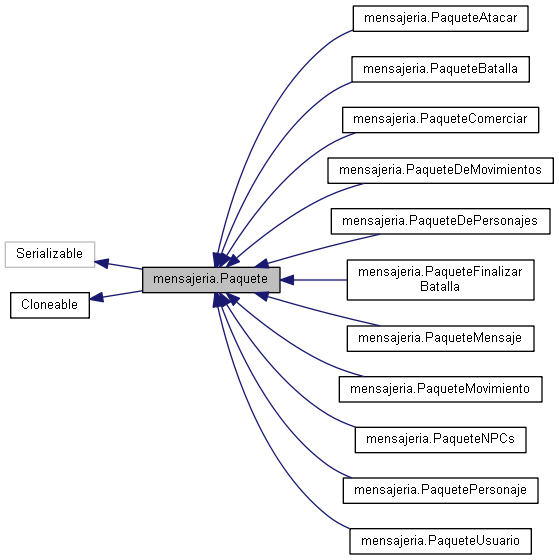 mensajeria.PaqueteAtacar
mensajeria.PaqueteBatalla
mensajeria.PaqueteComerciar
mensajeria.PaqueteDeMovimientos
mensajeria.PaqueteDePersonajes
Serializable
mensajeria.Paquete
mensajeria.PaqueteFinalizar
Batalla
Cloneable
mensajeria.PaqueteMensaje
mensajeria.PaqueteMovimiento
mensajeria.PaqueteNPCs
mensajeria.PaquetePersonaje
mensajeria.PaqueteUsuario